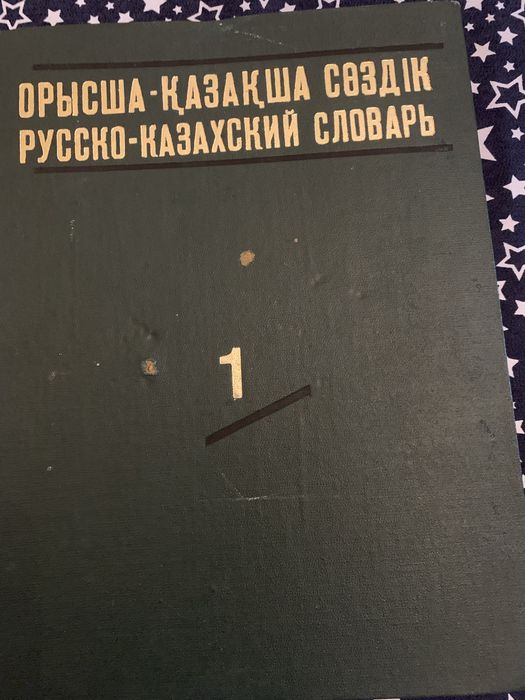 ОРЫСША-ҚАЗАҚША СӨЗДІК
РУССКО-КАЗАХСКИЙ СЛОВАРЬ
1